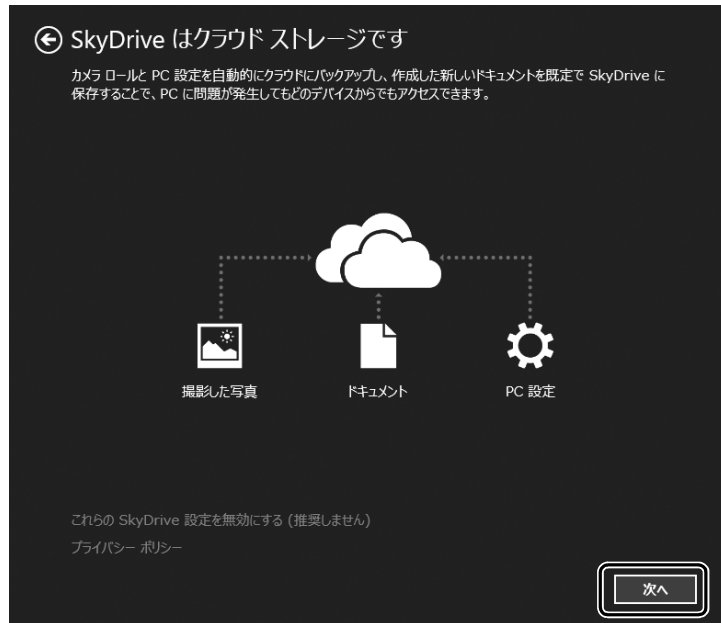 SkyDrive はクラウド ストレージです
カメラ ロールと PC 設定を自動的にクラウドにバックアップし、作成した新しいドキュメントを既定で SkyDrive に
保存することで、PC に問題が発生してもどのデバイスからでもアクセスできます。
撮影した写真
ドキュメント
PC 設定
これらの SkyDrive 設定を無効にする (推奨しません)
プライバシー ポリシー
次へ